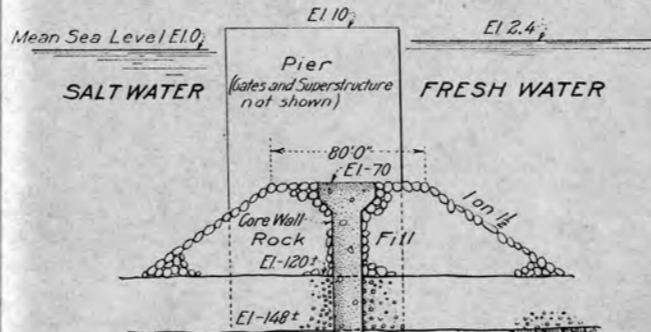 El. 10
Mean Sea Level El.0
El. 2.4
Pier
(Gates and Superstructure
not shown)
SALT WATER
FRESH WATER
80'0"
El.-70
1 on 1½
Core Wall
Rock Fill
El.-120±
El.-148±